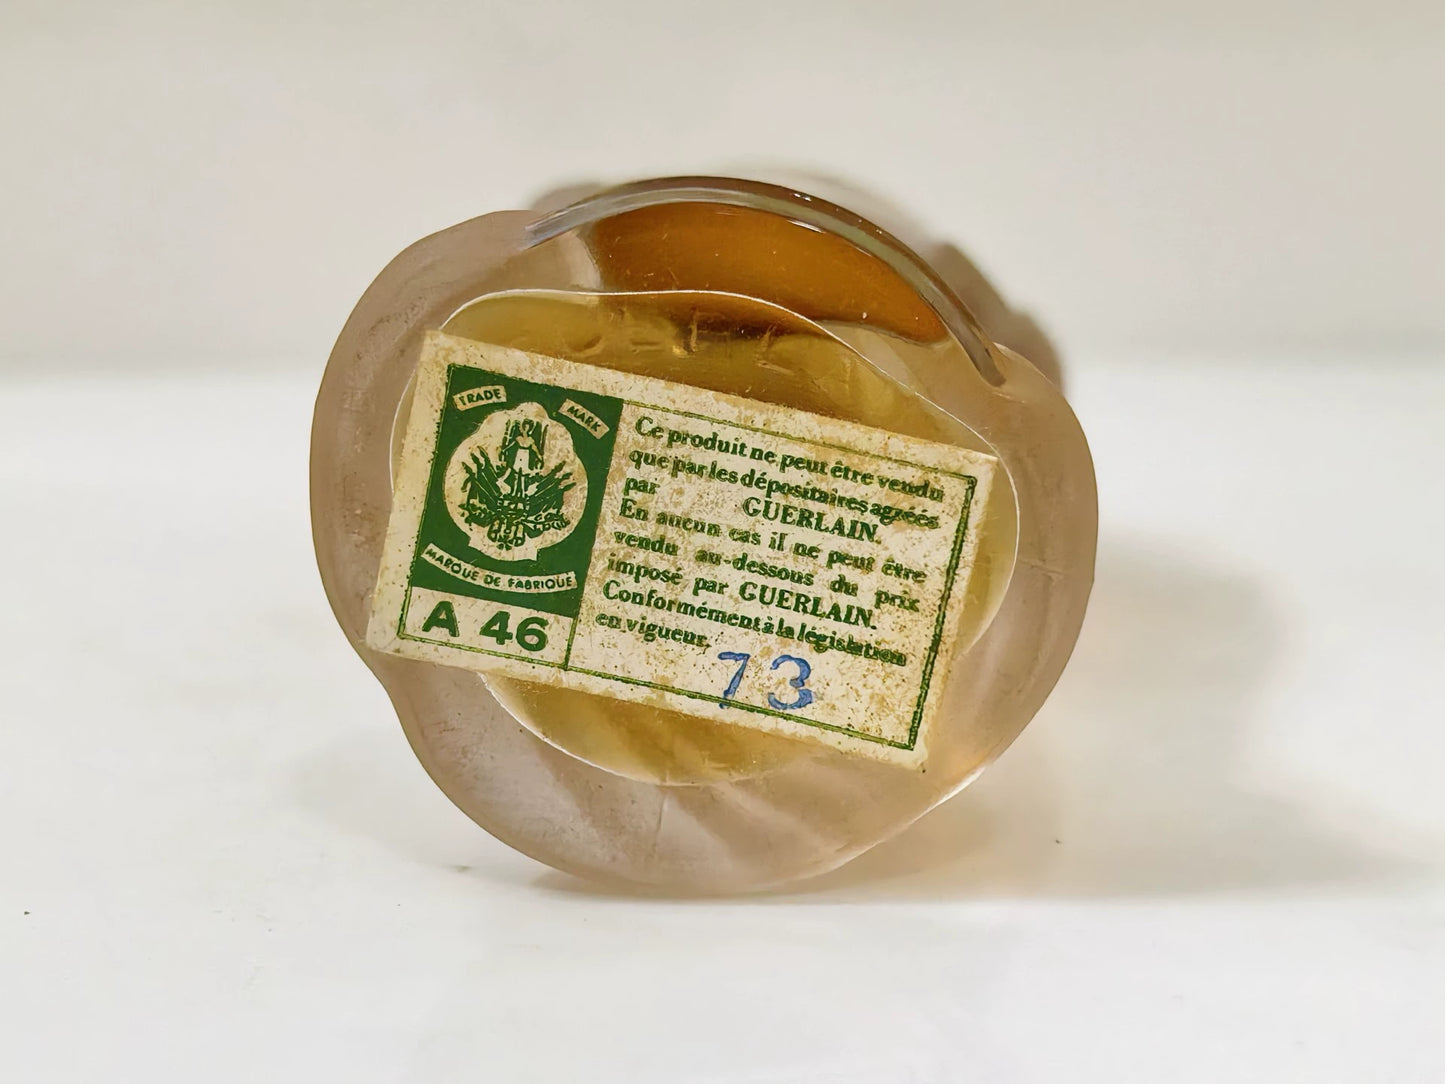 TRADE MARK
MARQUE DE FABRIQUE
A 46
Ce produit ne peut être vendu
que par les dépositaires agréés
par GUERLAIN.
En aucun cas il ne peut être
vendu au-dessous du prix
imposé par GUERLAIN.
Conformément à la législation
en vigueur.
73